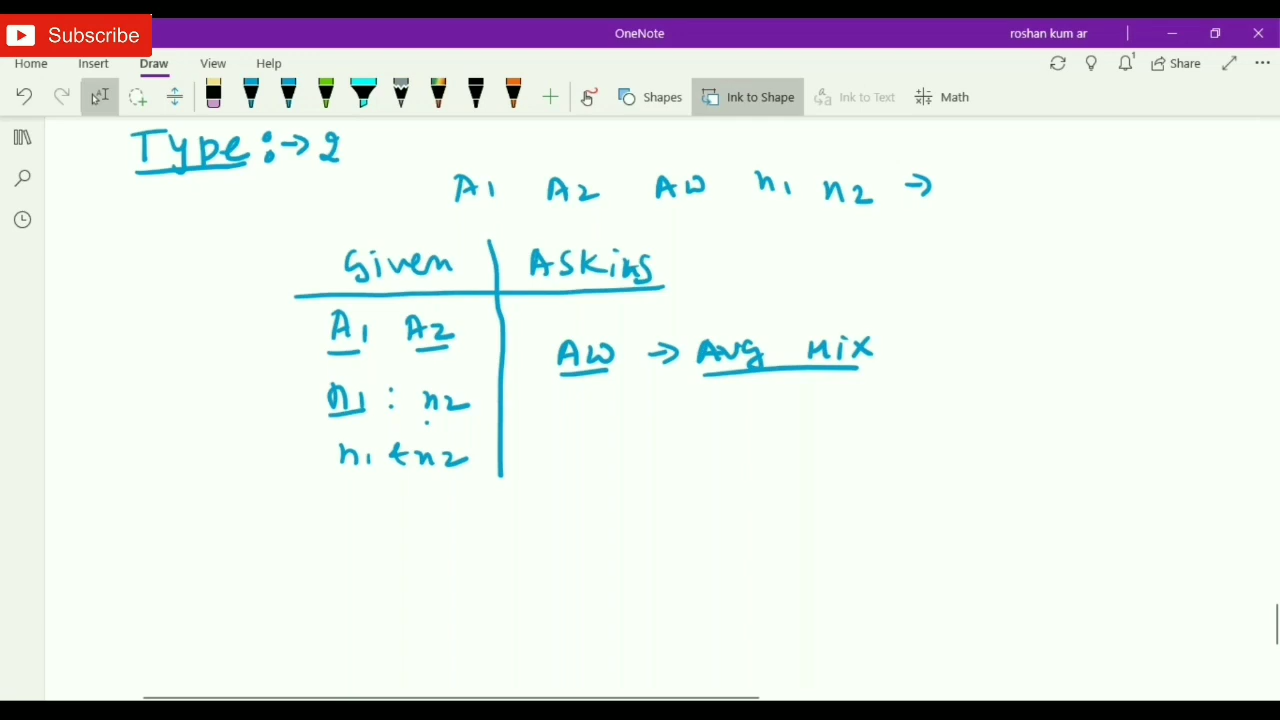 Subscribe
OneNote
roshan kum ar
Home Insert Draw View Help
1 Share
Shapes Ink to Shape Ink to Text Math
Type :→ 2
A1 A2 Aw n1 n2 →
Given Asking
A1 A2
Aw → Avg Mix
n1 : n2
n1 & n2